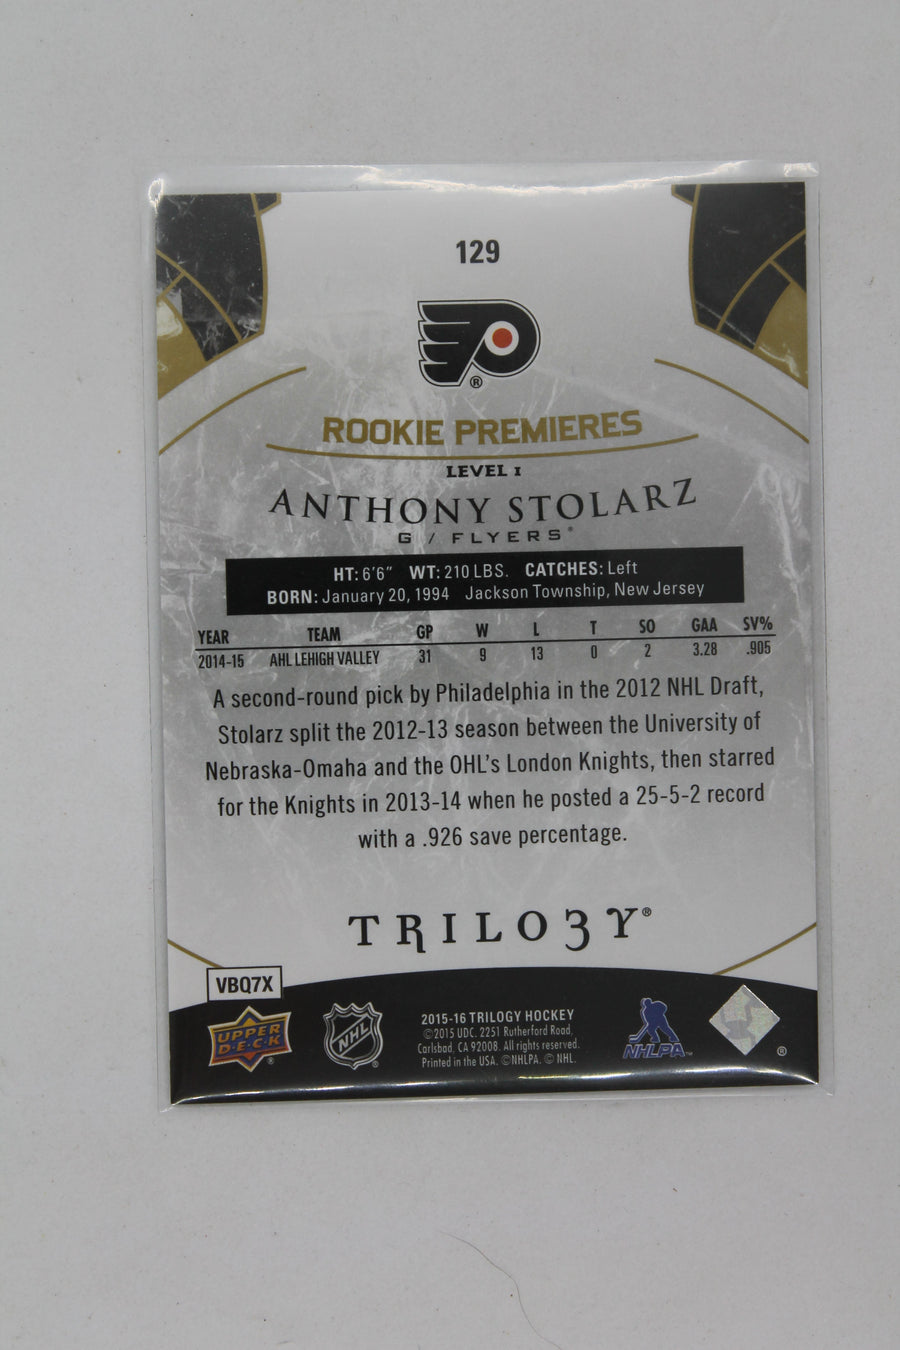 129
®
ROOKIE PREMIERES
LEVEL 1
ANTHONY STOLARZ
G / FLYERS®
HT: 6'6" WT: 210 LBS. CATCHES: Left
BORN: January 20, 1994 Jackson Township, New Jersey
YEAR TEAM GP W L T SO GAA SV%
2014-15 AHL LEHIGH VALLEY 31 9 13 0 2 3.28 .905
A second-round pick by Philadelphia in the 2012 NHL Draft,
Stolarz split the 2012-13 season between the University of
Nebraska-Omaha and the OHL's London Knights, then starred
for the Knights in 2013-14 when he posted a 25-5-2 record
with a .926 save percentage.
TRILO3Y®
VBQ7X
UPPER
DECK®
NHL®
2015-16 TRILOGY HOCKEY
©2015 UDC. 2251 Rutherford Road,
Carlsbad, CA 92008. All rights reserved.
Printed in the USA. ©NHLPA. © NHL.
NHLPA™
®